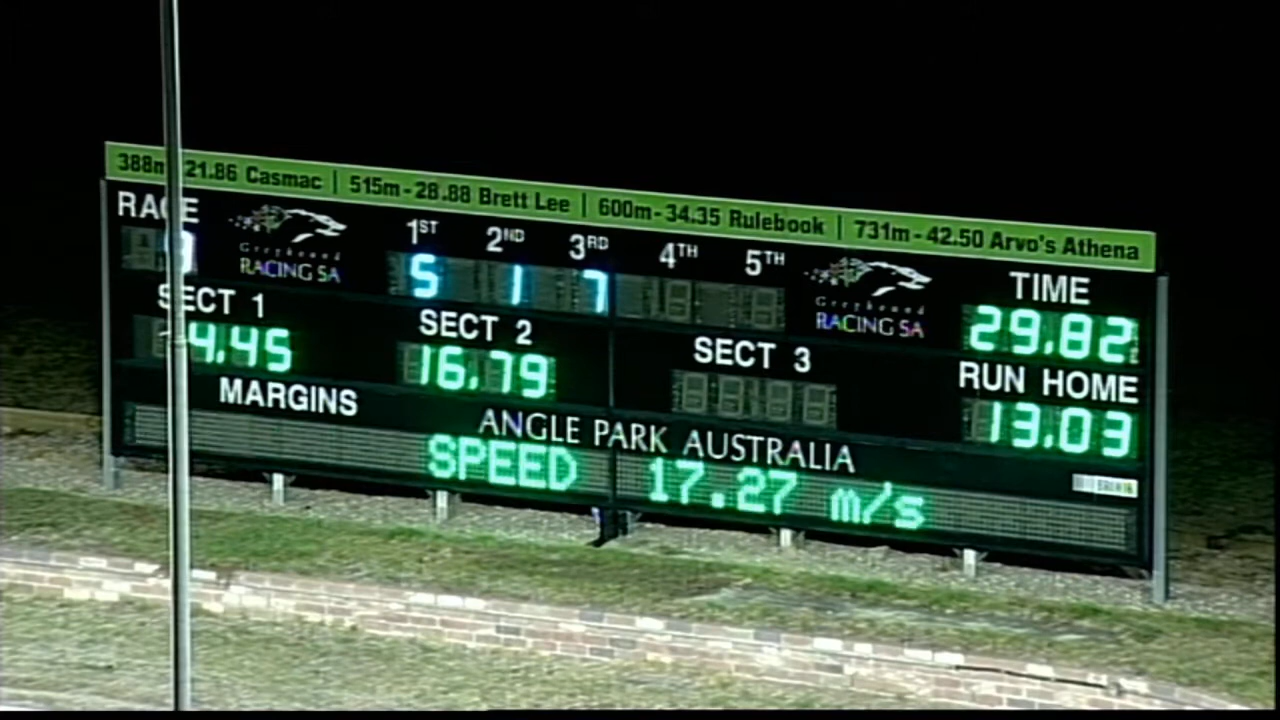 388m 21.86 Casmac | 515m - 28.88 Brett Lee | 600m - 34.35 Rulebook | 731m - 42.50 Arvo's Athena
RACE
Greyhound
RACING SA
1ST 2ND 3RD 4TH 5TH
5 1 7
Greyhound
RACING SA
TIME
29.82
SECT 1
4.45
SECT 2
16.79
SECT 3
RUN HOME
13.03
MARGINS
ANGLE PARK AUSTRALIA
SPEED 17.27 m/s